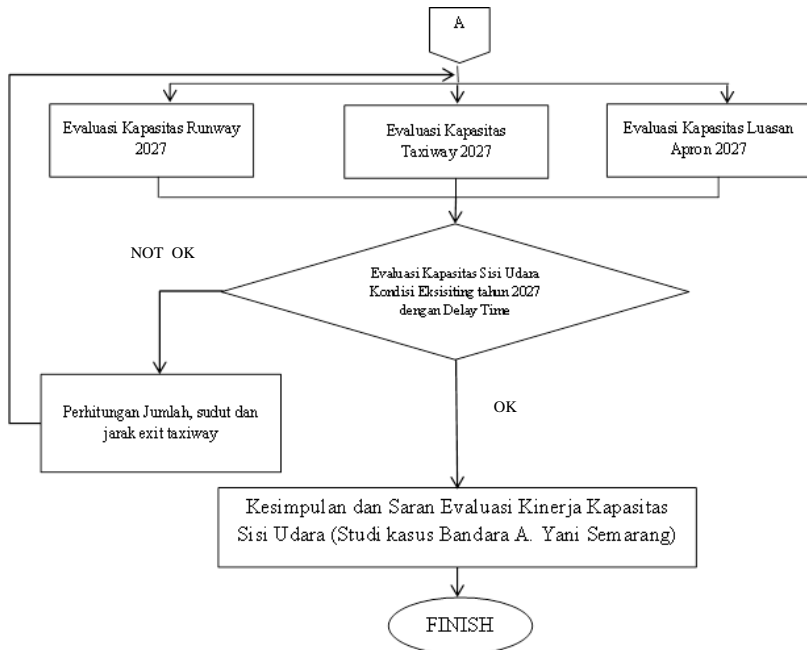 A
Evaluasi Kapasitas Runway
2027
Evaluasi Kapasitas
Taxiway 2027
Evaluasi Kapasitas Luasan
Apron 2027
NOT OK
Evaluasi Kapasitas Sisi Udara
Kondisi Eksisiting tahun 2027
dengan Delay Time
Perhitungan Jumlah, sudut dan
jarak exit taxiway
OK
Kesimpulan dan Saran Evaluasi Kinerja Kapasitas
Sisi Udara (Studi kasus Bandara A. Yani Semarang)
FINISH